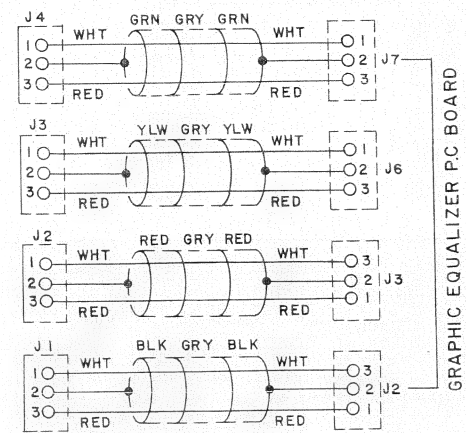 J4 GRN GRY GRN
1 WHT WHT 1
2 2 J7
3 RED RED 3
J3 YLW GRY YLW
1 WHT WHT 1
2 2 J6
3 RED RED 3
J2 RED GRY RED
1 WHT WHT 3
2 2 J3
3 RED RED 1
J1 BLK GRY BLK
1 WHT WHT 3
2 2 J2
3 RED RED 1
GRAPHIC EQUALIZER P.C BOARD